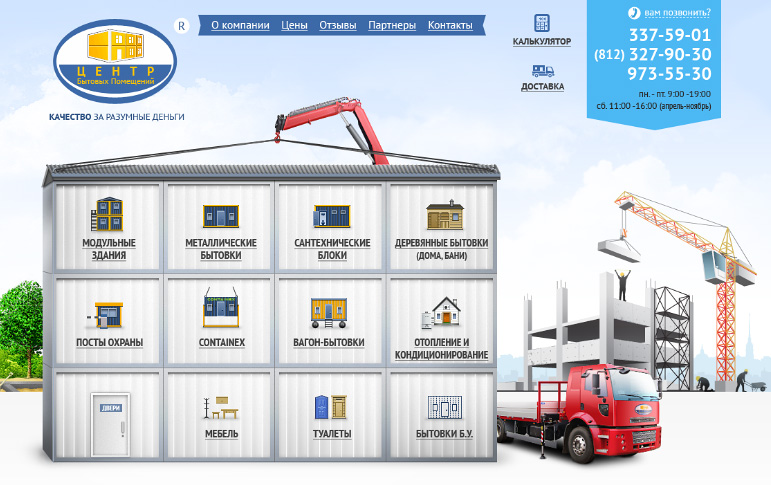 ЦЕНТР
Бытовых Помещений
КАЧЕСТВО ЗА РАЗУМНЫЕ ДЕНЬГИ
R
О компании Цены Отзывы Партнеры Контакты
КАЛЬКУЛЯТОР
ДОСТАВКА
вам позвонить?
337-59-01
(812) 327-90-30
973-55-30
пн. - пт. 9:00 -19:00
сб. 11:00 -16:00 (апрель-ноябрь)
МОДУЛЬНЫЕ
ЗДАНИЯ
МЕТАЛЛИЧЕСКИЕ
БЫТОВКИ
САНТЕХНИЧЕСКИЕ
БЛОКИ
ДЕРЕВЯННЫЕ БЫТОВКИ
(ДОМА, БАНИ)
ПОСТЫ ОХРАНЫ
CONTAINEX
CONTAINEX
ВАГОН-БЫТОВКИ
ОТОПЛЕНИЕ И
КОНДИЦИОНИРОВАНИЕ
ДВЕРИ
МЕБЕЛЬ
ТУАЛЕТЫ
БЫТОВКИ Б.У.